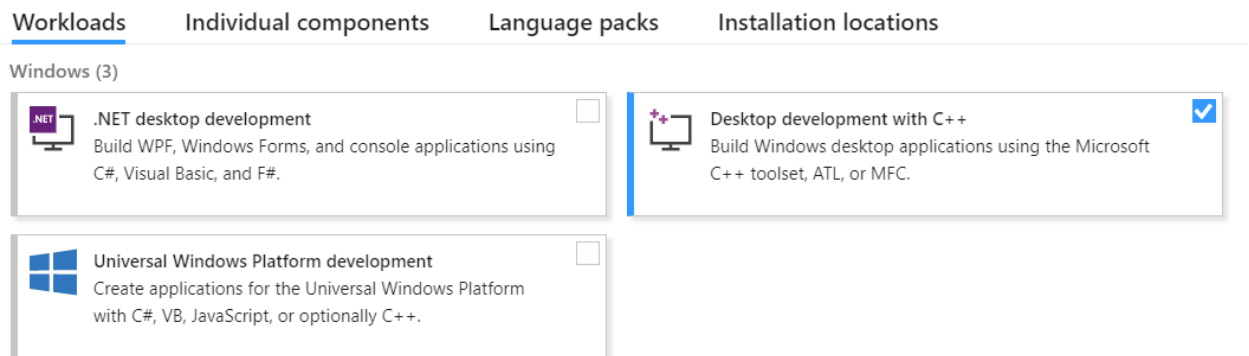 Workloads Individual components Language packs Installation locations
Windows (3)
.NET
.NET desktop development
Build WPF, Windows Forms, and console applications using
C#, Visual Basic, and F#.
Desktop development with C++
Build Windows desktop applications using the Microsoft
C++ toolset, ATL, or MFC.
Universal Windows Platform development
Create applications for the Universal Windows Platform
with C#, VB, JavaScript, or optionally C++.